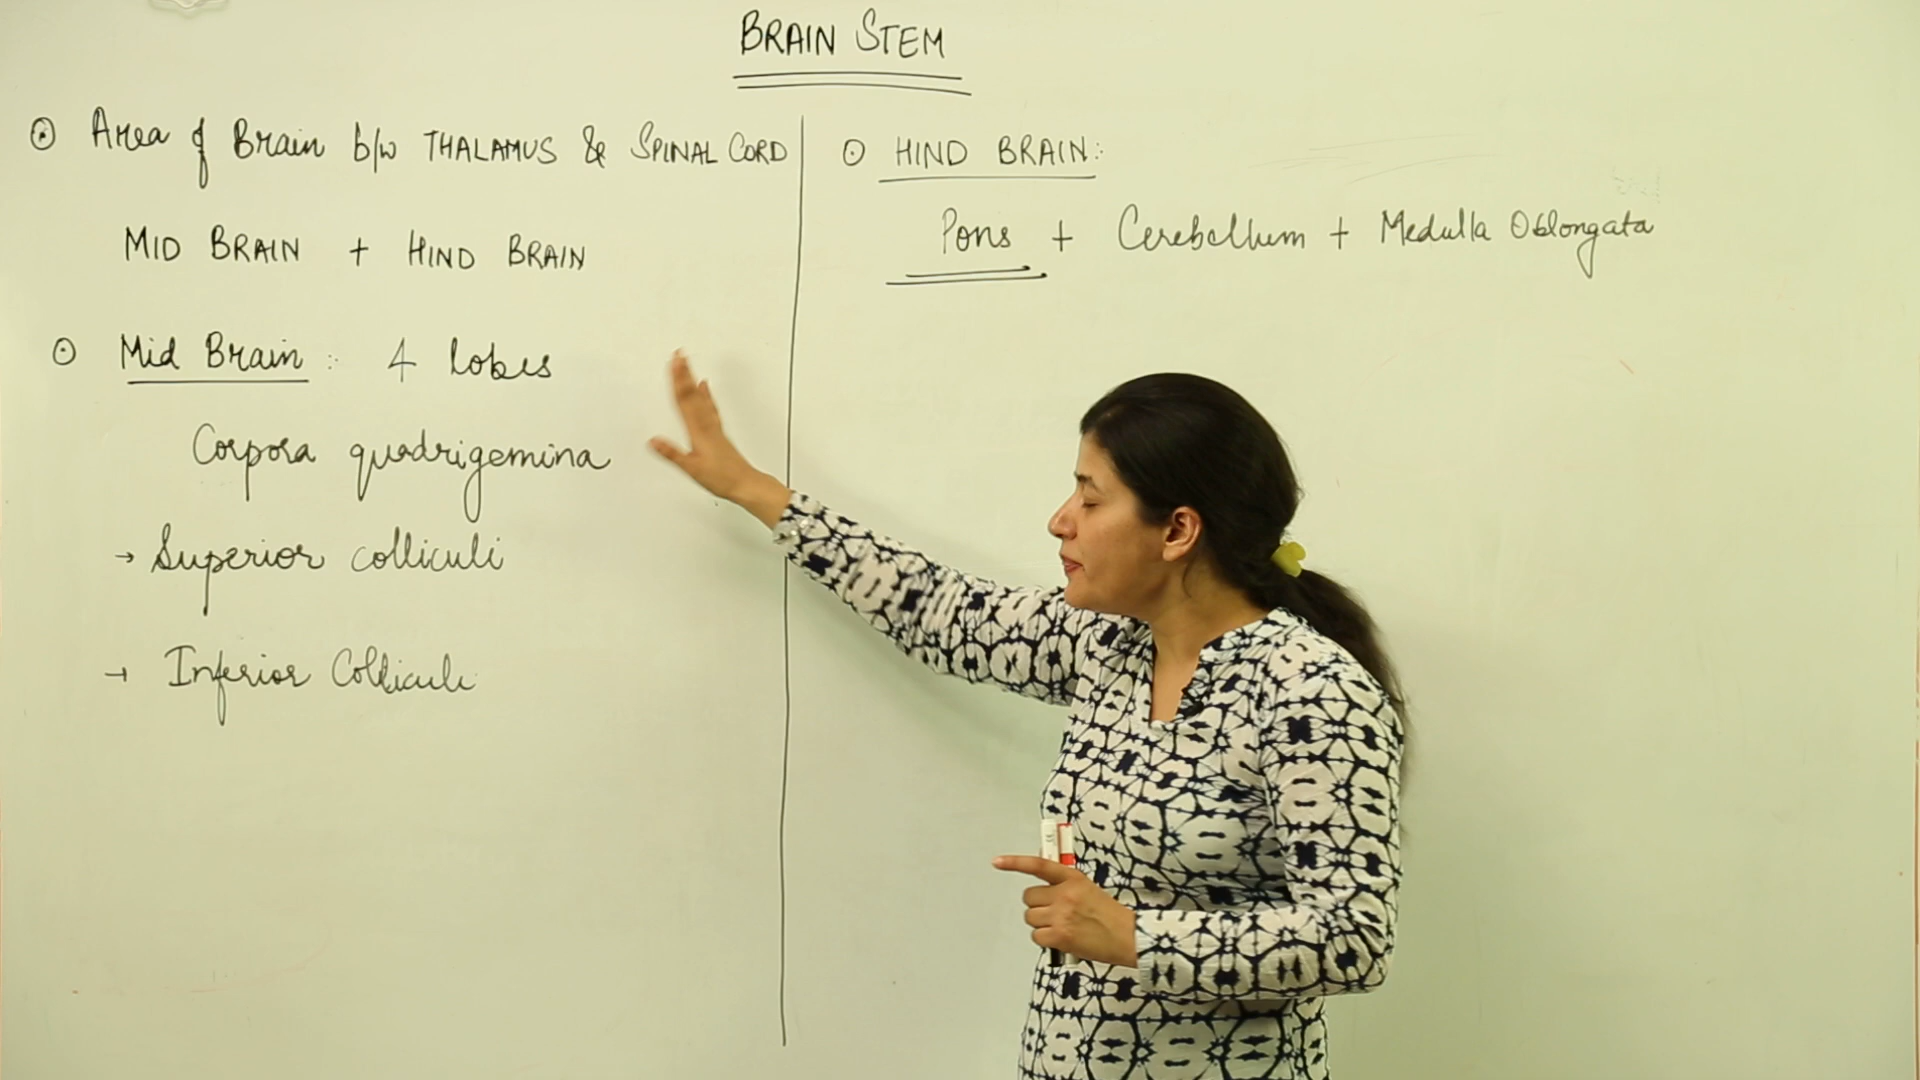 BRAIN STEM
⊙ Area of Brain b/w THALAMUS & SPINAL CORD
MID BRAIN + HIND BRAIN
⊙ Mid Brain : 4 lobes
Corpora quadrigemina
→ Superior colliculi
→ Inferior Colliculi
⊙ HIND BRAIN:
Pons + Cerebellum + Medulla Oblongata